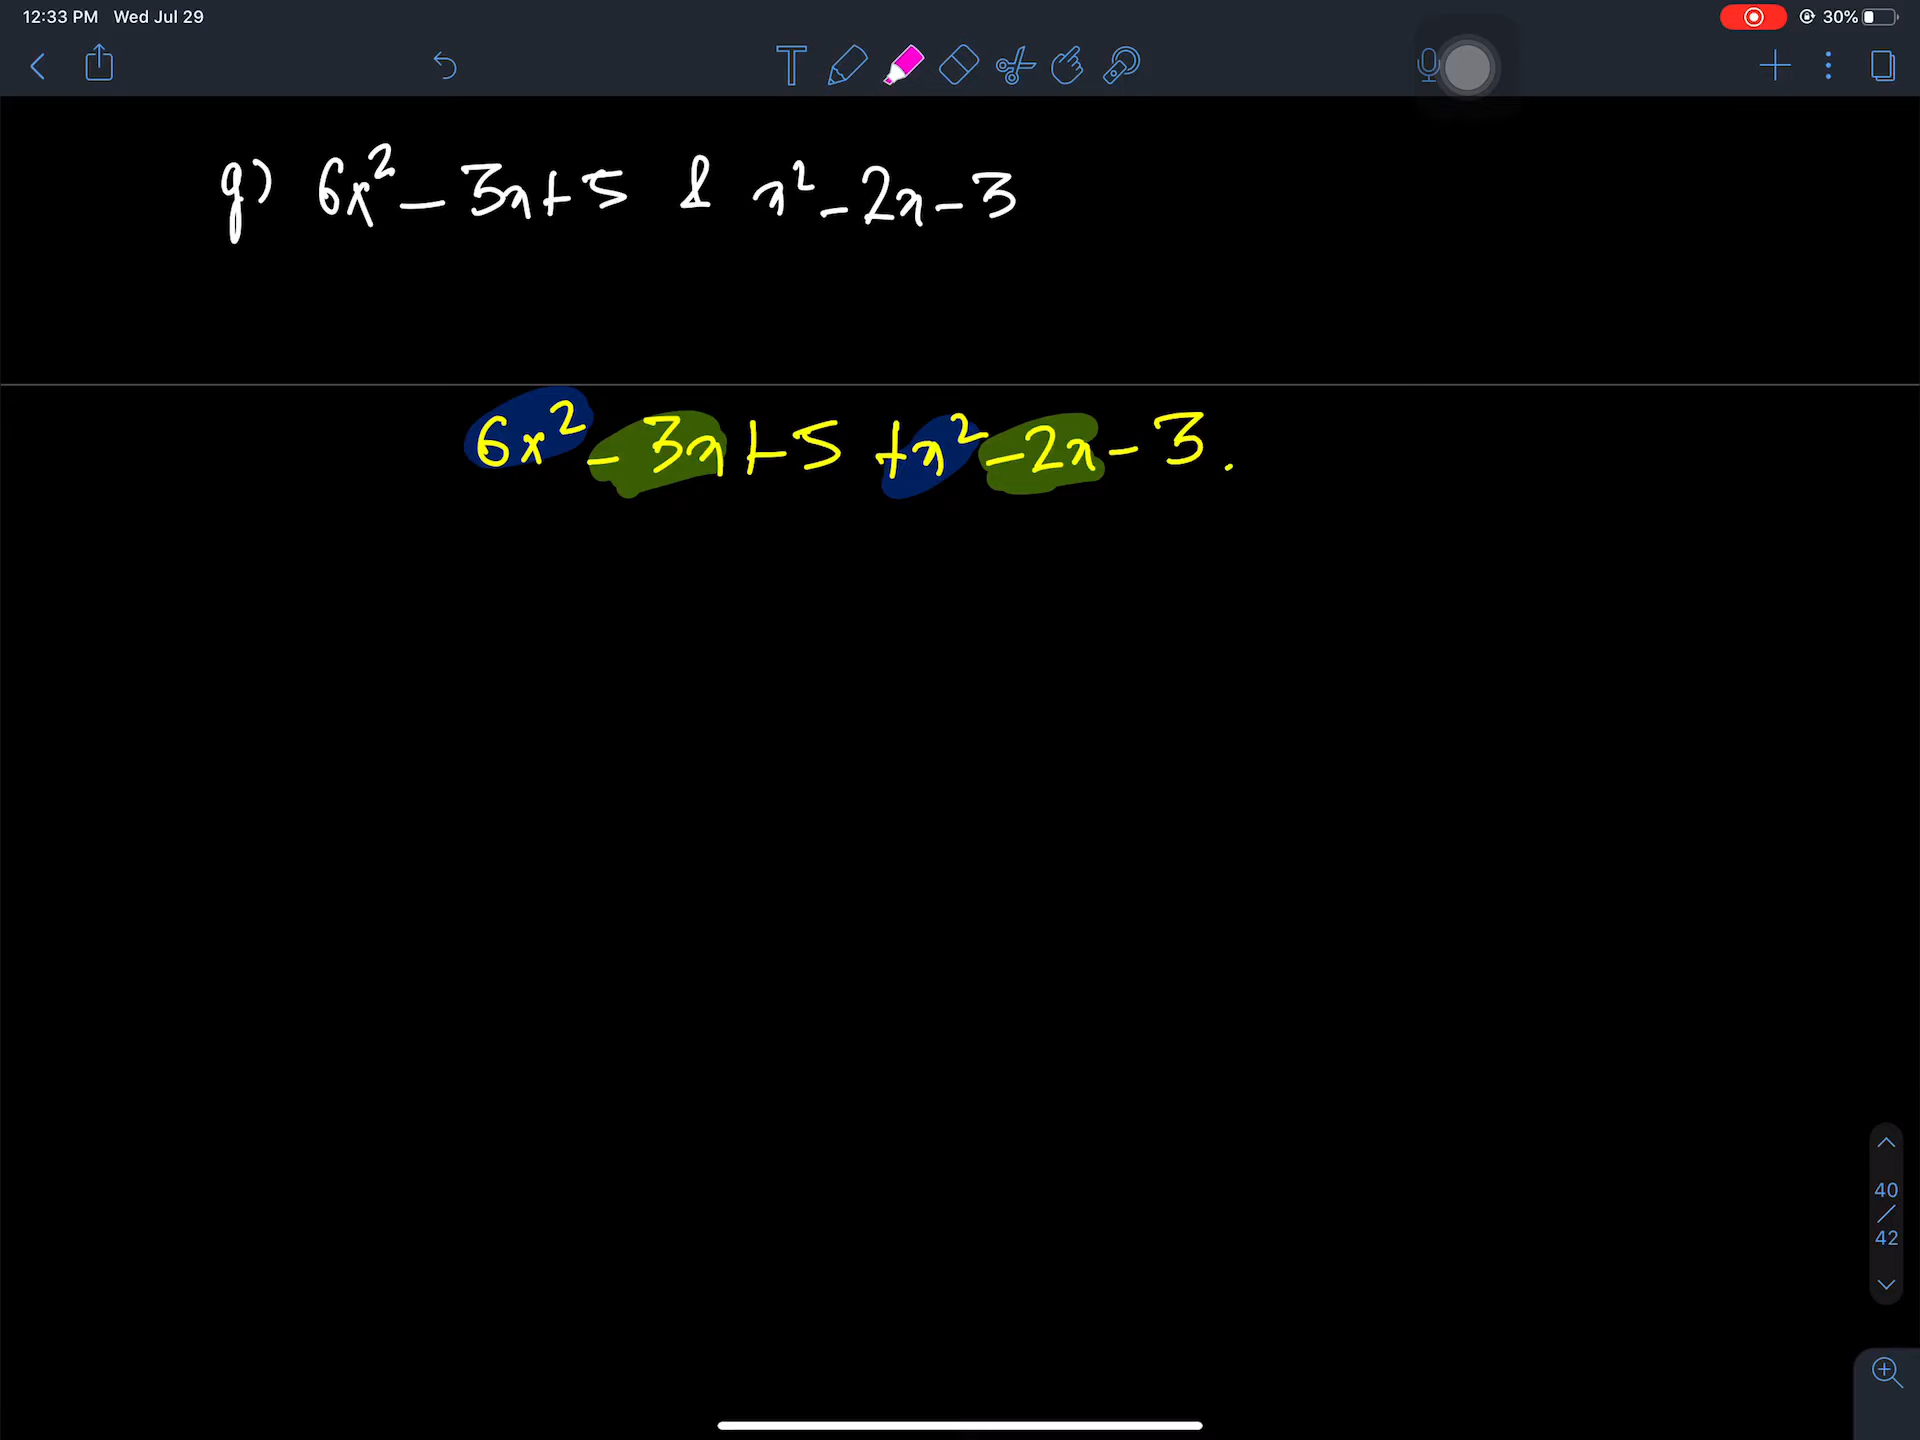 12:33 PM Wed Jul 29 30%
g) 6x² - 3x + 5 & x² - 2x - 3
6x² - 3x + 5 + x² - 2x - 3.
40
/
42